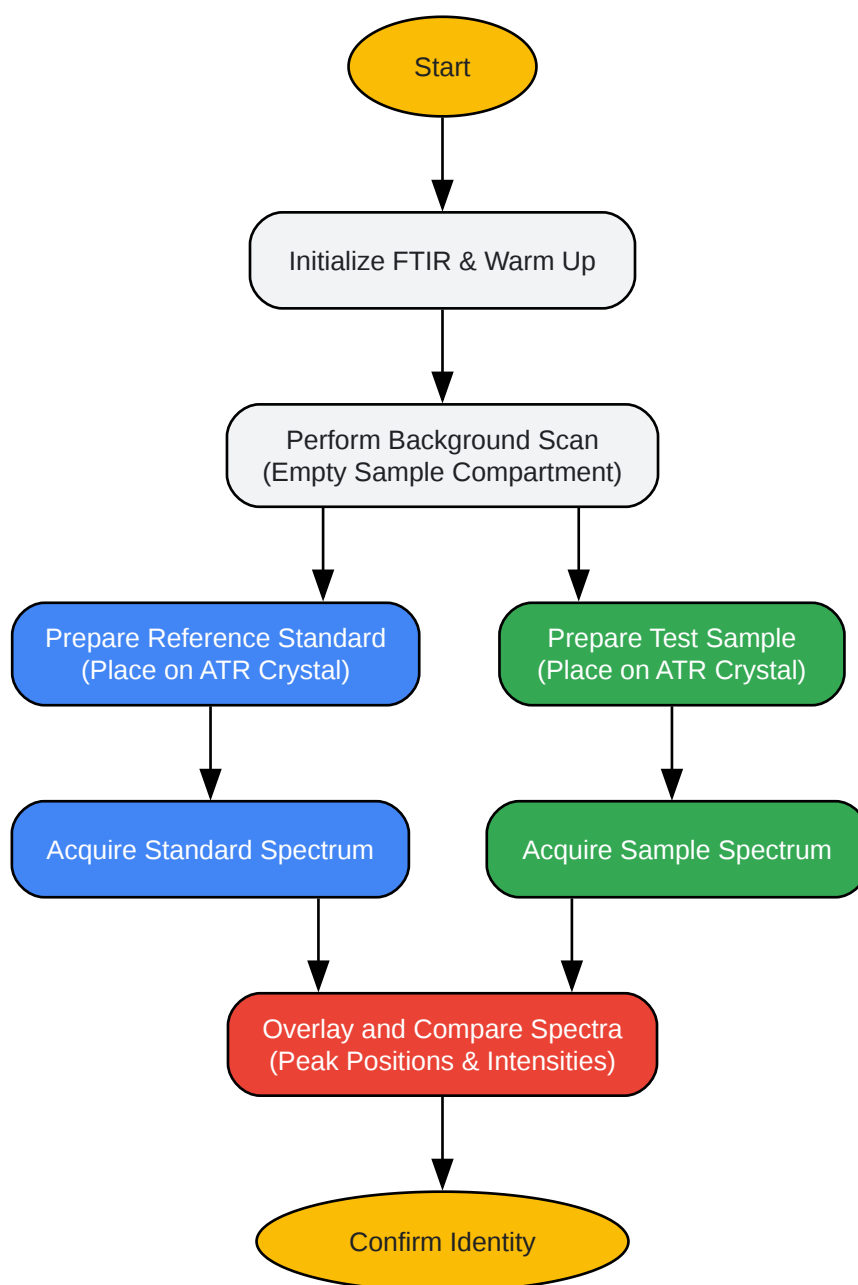 Start
Initialize FTIR & Warm Up
Perform Background Scan
(Empty Sample Compartment)
Prepare Reference Standard
(Place on ATR Crystal)
Prepare Test Sample
(Place on ATR Crystal)
Acquire Standard Spectrum
Acquire Sample Spectrum
Overlay and Compare Spectra
(Peak Positions & Intensities)
Confirm Identity